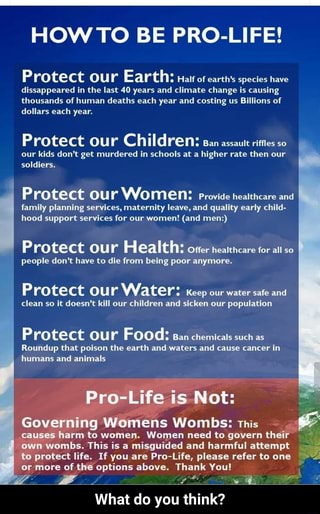 HOW TO BE PRO-LIFE!
Protect our Earth: Half of earth's species have
dissappeared in the last 40 years and climate change is causing
thousands of human deaths each year and costing us Billions of
dollars each year.
Protect our Children: Ban assault riffles so
our kids don't get murdered in schools at a higher rate then our
soldiers.
Protect our Women: Provide healthcare and
family planning services, maternity leave, and quality early child-
hood support services for our women! (and men:)
Protect our Health: Offer healthcare for all so
people don't have to die from being poor anymore.
Protect our Water: Keep our water safe and
clean so it doesn't kill our children and sicken our population
Protect our Food: Ban chemicals such as
Roundup that poison the earth and waters and cause cancer in
humans and animals
Pro-Life is Not:
Governing Womens Wombs: This
causes harm to women. Women need to govern their
own wombs. This is a misguided and harmful attempt
to protect life. If you are Pro-Life, please refer to one
or more of the options above. Thank You!
What do you think?